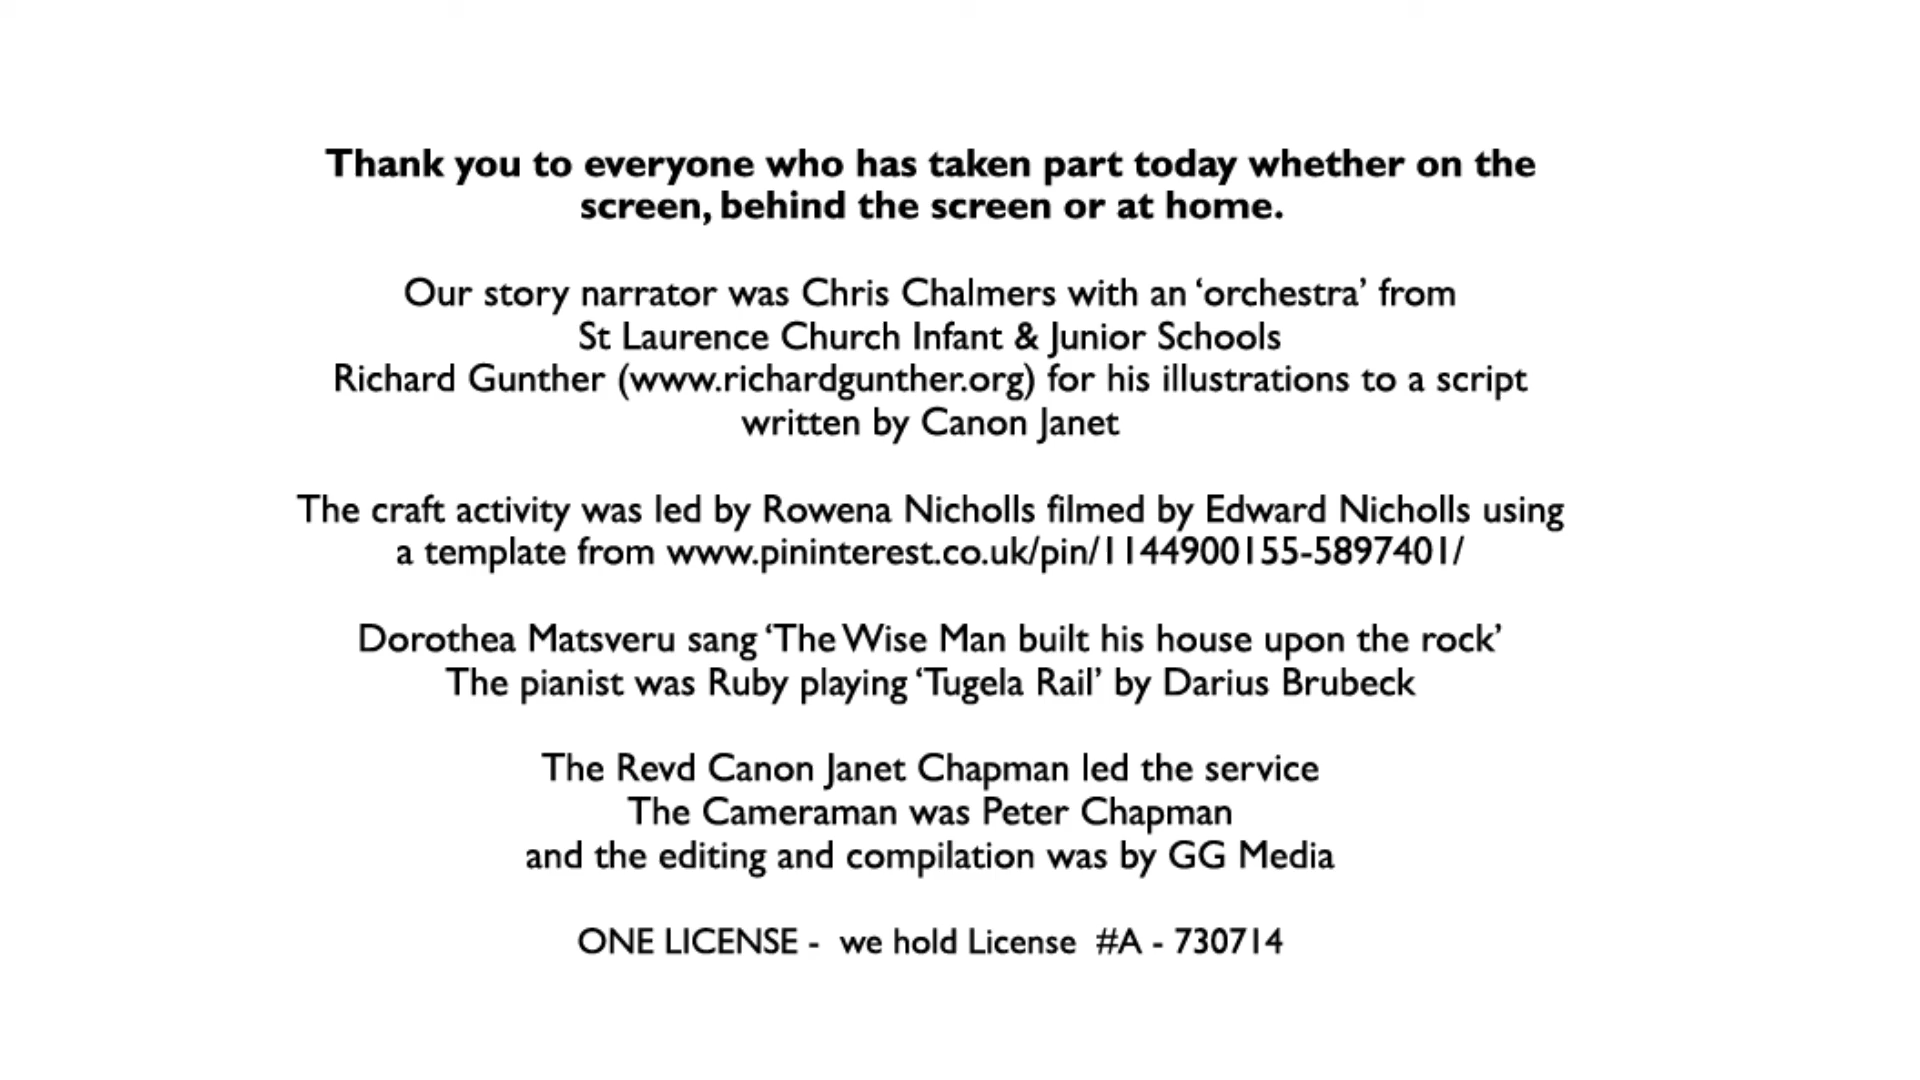 Thank you to everyone who has taken part today whether on the
screen, behind the screen or at home.
Our story narrator was Chris Chalmers with an ‘orchestra’ from
St Laurence Church Infant & Junior Schools
Richard Gunther (www.richardgunther.org) for his illustrations to a script
written by Canon Janet
The craft activity was led by Rowena Nicholls filmed by Edward Nicholls using
a template from www.pininterest.co.uk/pin/1144900155-5897401/
Dorothea Matsveru sang ‘The Wise Man built his house upon the rock’
The pianist was Ruby playing ‘Tugela Rail’ by Darius Brubeck
The Revd Canon Janet Chapman led the service
The Cameraman was Peter Chapman
and the editing and compilation was by GG Media
ONE LICENSE -  we hold License  #A - 730714